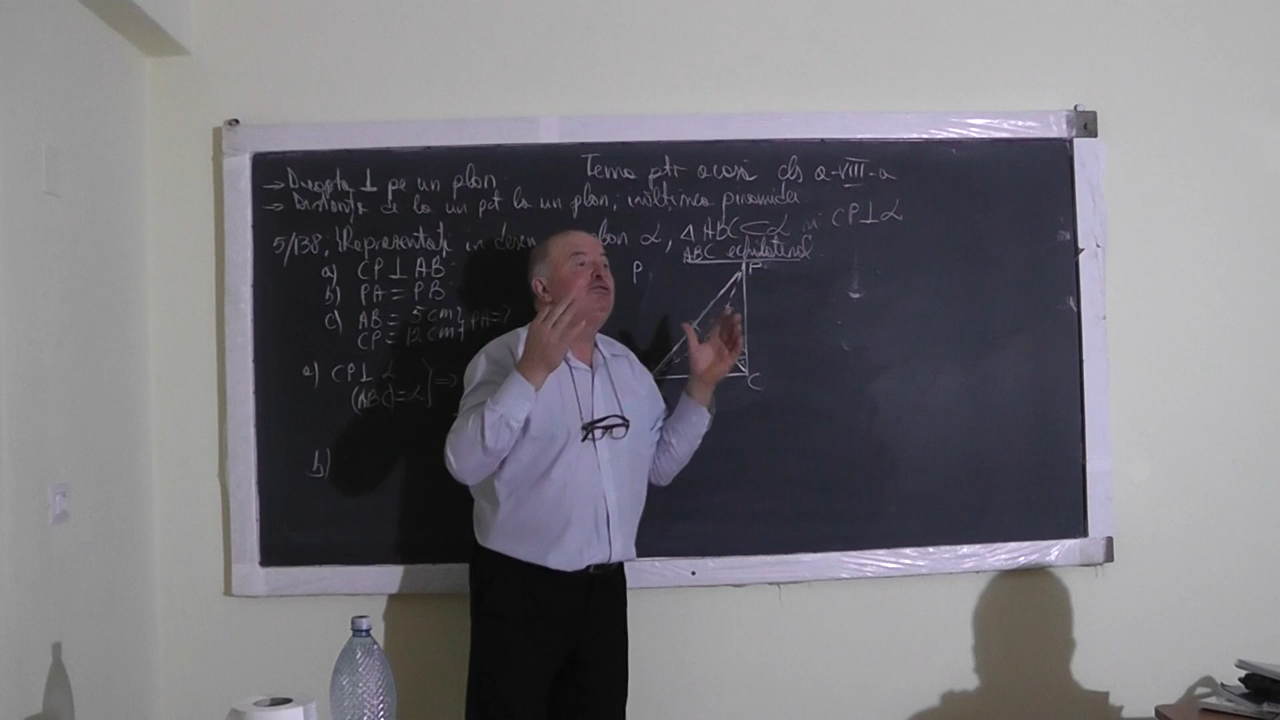 → Dreapta ⊥ pe un plan
Tema ptr acasă cls a-VIII-a
→ Distanța de la un pct la un plan; înălțimea piramidei
5/138, Reprezentați în desen α, △ABC⊂α și CP⊥α
ABC echilateral
a) CP⊥AB
b) PA = PB
c) AB = 5 cm
CP = 12 cm
PA=?
P
P
C
a) CP⊥α
(ABC)=α
⇒
b)